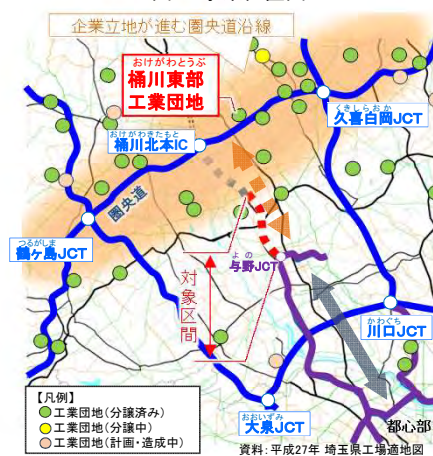 企業立地が進む圏央道沿線
おけがわとうぶ
桶川東部
工業団地
くきしらおか
久喜白岡JCT
おけがわきたもと
桶川北本IC
圏央道
つるがしま
鶴ヶ島JCT
よの
与野JCT
対象区間
かわぐち
川口JCT
おおいずみ
大泉JCT
都心部
【凡例】
工業団地(分譲済み)
工業団地(分譲中)
工業団地(計画・造成中)
資料:平成27年 埼玉県工場適地図